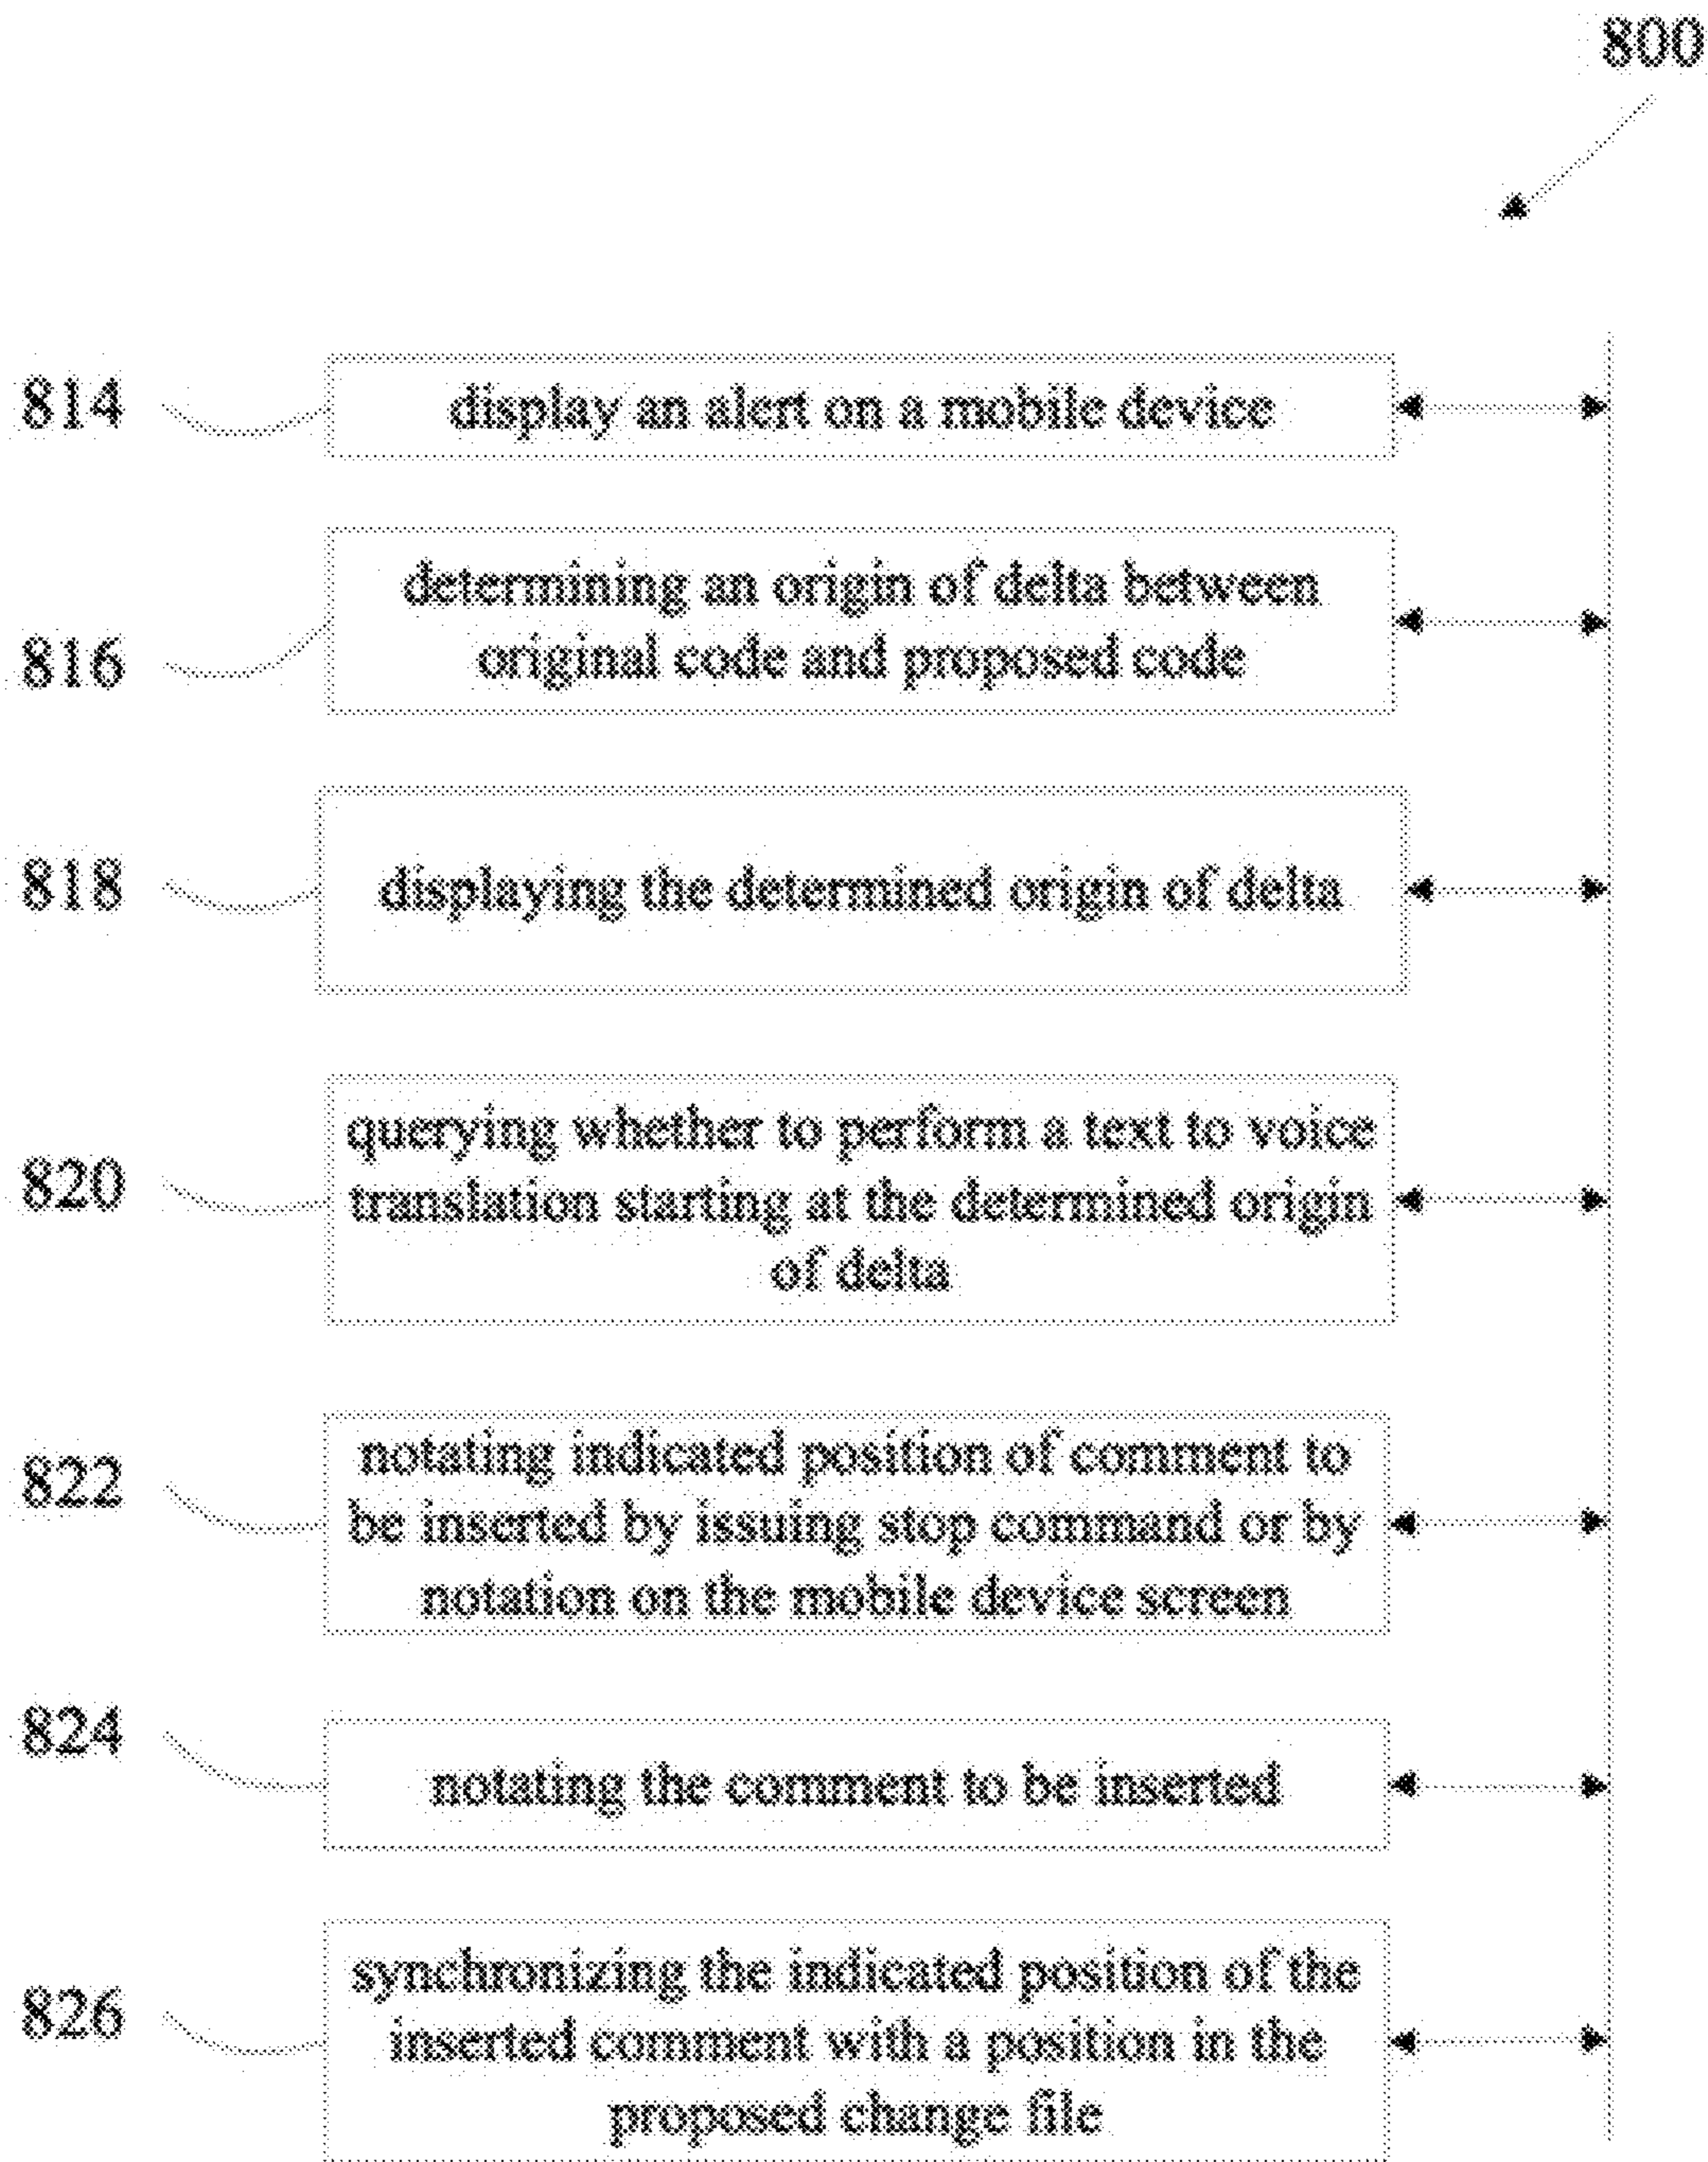 800
814
display an alert on a mobile device
816
determining an origin of delta between
original code and proposed code
818
displaying the determined origin of delta
820
querying whether to perform a text to voice
translation starting at the determined origin
of delta
822
notating indicated position of comment to
be inserted by issuing stop command or by
notation on the mobile device screen
824
notating the comment to be inserted
826
synchronizing the indicated position of the
inserted comment with a position in the
proposed change file